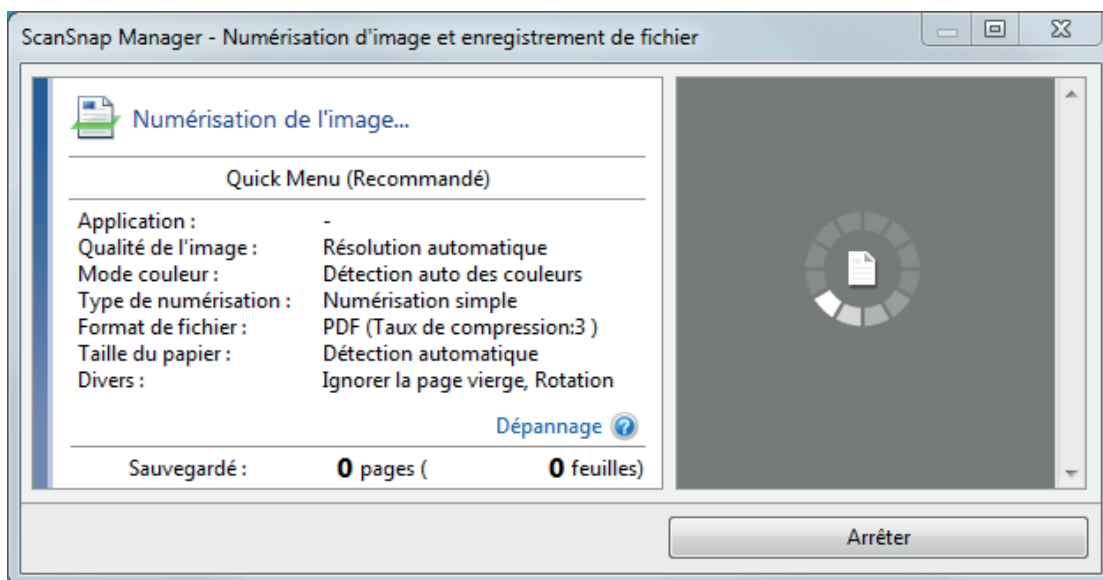 ScanSnap Manager - Numérisation d'image et enregistrement de fichier
Numérisation de l'image...
Quick Menu (Recommandé)
Application : -
Qualité de l'image : Résolution automatique
Mode couleur : Détection auto des couleurs
Type de numérisation : Numérisation simple
Format de fichier : PDF (Taux de compression:3 )
Taille du papier : Détection automatique
Divers : Ignorer la page vierge, Rotation
Dépannage
Sauvegardé : 0 pages ( 0 feuilles)
Arrêter